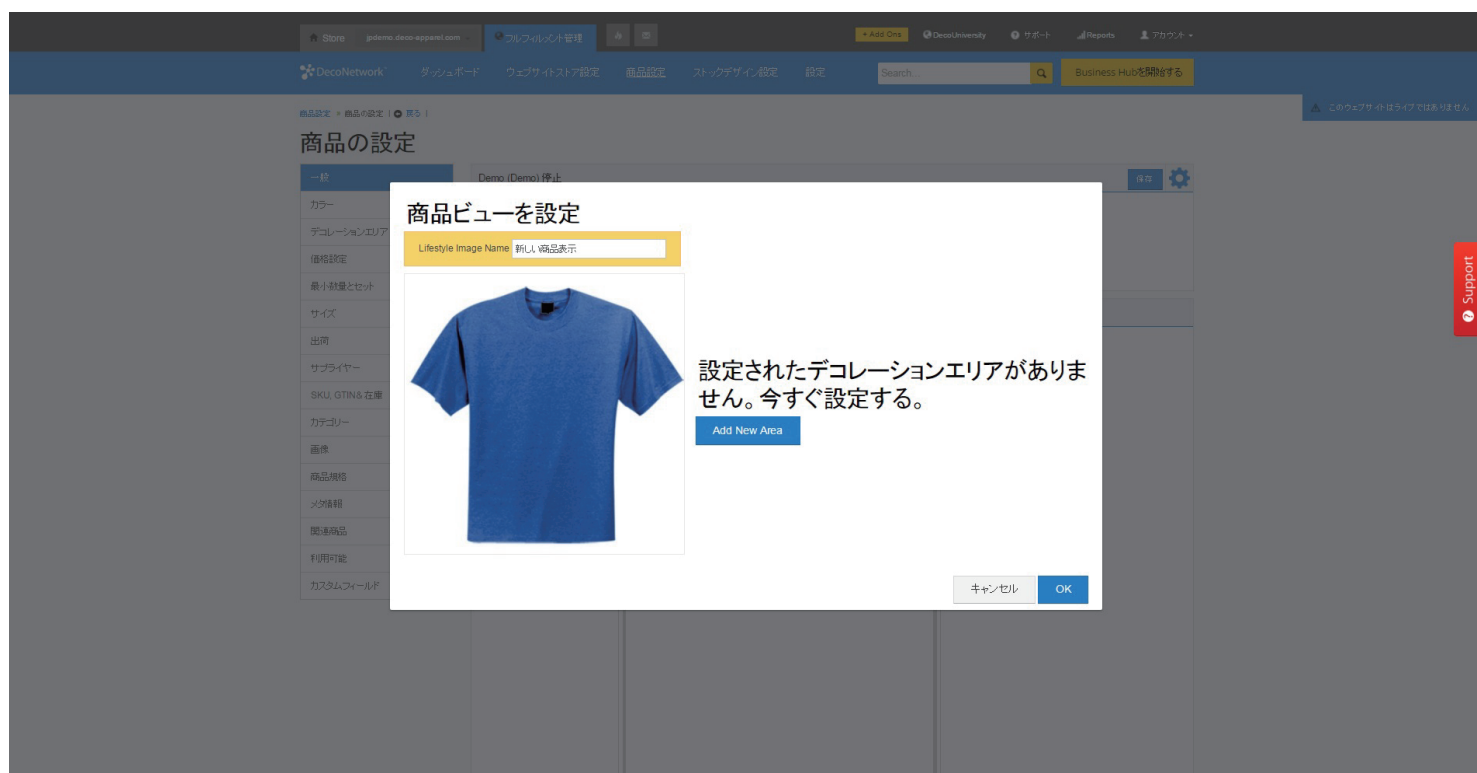 Store
jpdemo.deco-apparel.com
フルフィルメント管理
+ Add Ons
DecoUniversity
サポート
Reports
アカウント
DecoNetwork
ダッシュボード
ウェブサイトストア設定
商品設定
ストックデザイン設定
設定
Search...
Business Hubを開始する
このウェブサイトはライブではありません
商品設定 > 商品の設定 | 戻る |
商品の設定
一般
Demo (Demo) 停止
保存
カラー
デコレーションエリア
価格設定
最小数量とセット
サイズ
出荷
サプライヤー
SKU, GTIN& 在庫
カテゴリー
画像
商品規格
メタ情報
関連商品
利用可能
カスタムフィールド
商品ビューを設定
Lifestyle Image Name 新しい商品表示
設定されたデコレーションエリアがありま
せん。今すぐ設定する。
Add New Area
キャンセル
OK
Support